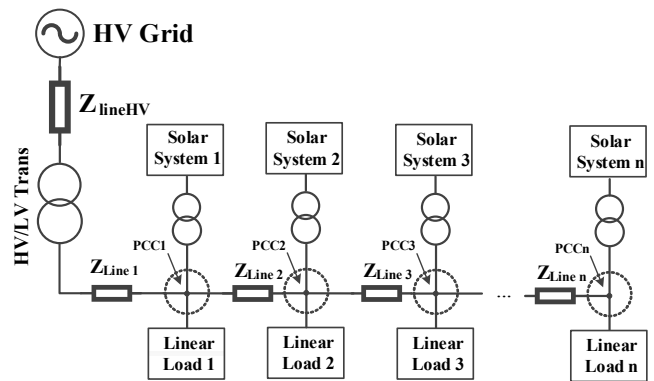 HV Grid
Z lineHV
HV/LV Trans
Solar
System 1
Solar
System 2
Solar
System 3
Solar
System n
PCC1
PCC2
PCC3
PCCn
Z Line 1
Z Line 2
Z Line 3
...
Z Line n
Linear
Load 1
Linear
Load 2
Linear
Load 3
Linear
Load n